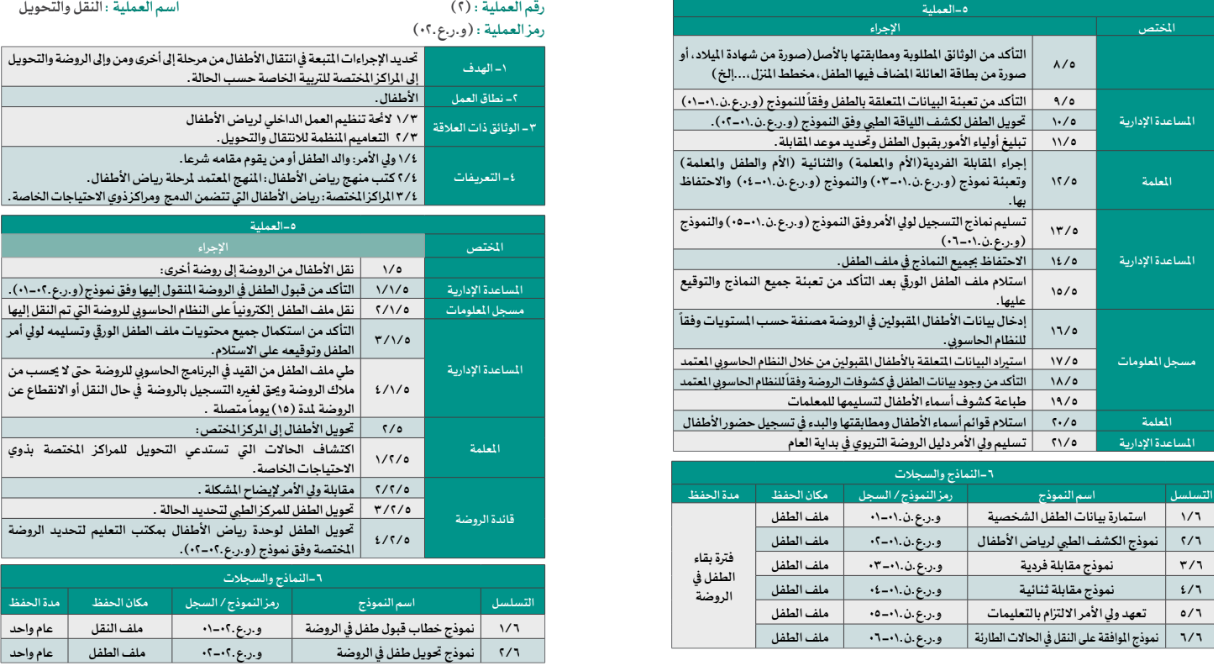 ٥-العملية
المختص
الإجراء
٨/٥
التأكد من الوثائق المطلوبة ومطابقتها بالأصل(صورة من شهادة الميلاد، أو
صورة من بطاقة العائلة المضاف فيها الطفل، مخطط المنزل،...إلخ)
المساعدة الإدارية
٩/٥ التأكد من تعبئة البيانات المتعلقة بالطفل وفقاً للنموذج (و.ر.ع.ن.٠١-٠١)
١٠/٥ تحويل الطفل لكشف اللياقة الطبي وفق النموذج (و.ر.ع.ن.٠١-٠٢).
١١/٥ تبليغ أولياء الأمور بقبول الطفل وتحديد موعد المقابلة.
المعلمة
١٢/٥
إجراء المقابلة الفردية(الأم والمعلمة) والثنائية (الأم والطفل والمعلمة)
وتعبئة نموذج (و.ر.ع.ن.٠١-٠٣) والنموذج (و.ر.ع.ن.٠١-٠٤) والاحتفاظ
بها.
المساعدة الإدارية
١٣/٥
تسليم نماذج التسجيل لولي الأمر وفق النموذج (و.ر.ع.ن.٠١-٠٥) والنموذج
(و.ر.ع.ن.٠١-٠٦)
١٤/٥ الاحتفاظ بجميع النماذج في ملف الطفل.
١٥/٥
استلام ملف الطفل الورقي بعد التأكد من تعبئة جميع النماذج والتوقيع
عليها.
مسجل المعلومات
١٦/٥
إدخال بيانات الأطفال المقبولين في الروضة مصنفة حسب المستويات وفقاً
للنظام الحاسوبي.
١٧/٥ استيراد البيانات المتعلقة بالأطفال المقبولين من خلال النظام الحاسوبي المعتمد
١٨/٥ التأكد من وجود بيانات الطفل في كشوفات الروضة وفقاً للنظام الحاسوبي المعتمد
١٩/٥ طباعة كشوف أسماء الأطفال لتسليمها للمعلمات
المعلمة ٢٠/٥ استلام قوائم أسماء الأطفال ومطابقتها والبدء في تسجيل حضور الأطفال
المساعدة الإدارية ٢١/٥ تسليم ولي الأمر دليل الروضة التربوي في بداية العام
٦-النماذج والسجلات
التسلسل اسم النموذج رمز النموذج / السجل مكان الحفظ مدة الحفظ
١/٦ استمارة بيانات الطفل الشخصية و.ر.ع.ن.٠١-٠١ ملف الطفل
٢/٦ نموذج الكشف الطبي لرياض الأطفال و.ر.ع.ن.٠١-٠٢ ملف الطفل
٣/٦ نموذج مقابلة فردية و.ر.ع.ن.٠١-٠٣ ملف الطفل
٤/٦ نموذج مقابلة ثنائية و.ر.ع.ن.٠١-٠٤ ملف الطفل
٥/٦ تعهد ولي الأمر الالتزام بالتعليمات و.ر.ع.ن.٠١-٠٥ ملف الطفل
٦/٦ نموذج الموافقة على النقل في الحالات الطارئة و.ر.ع.ن.٠١-٠٦ ملف الطفل
فترة بقاء
الطفل في
الروضة
رقم العملية : (٢) اسم العملية : النقل والتحويل
رمز العملية : (و.ر.ع.٠٢)
١- الهدف
تحديد الإجراءات المتبعة في انتقال الأطفال من مرحلة إلى أخرى ومن وإلى الروضة والتحويل
إلى المراكز المختصة للتربية الخاصة حسب الحالة.
٢- نطاق العمل الأطفال.
٣- الوثائق ذات العلاقة
١/٣ لائحة تنظيم العمل الداخلي لرياض الأطفال
٢/٣ التعاميم المنظمة للانتقال والتحويل.
٤- التعريفات
١/٤ ولي الأمر: والد الطفل أو من يقوم مقامه شرعا.
٢/٤ كتب منهج رياض الأطفال: المنهج المعتمد لمرحلة رياض الأطفال.
٣/٤ المراكز المختصة: رياض الأطفال التي تتضمن الدمج ومراكز ذوي الاحتياجات الخاصة.
٥-العملية
المختص الإجراء
١/٥ نقل الأطفال من الروضة إلى روضة أخرى:
المساعدة الإدارية ١/١/٥ التأكد من قبول الطفل في الروضة المنقول إليها وفق نموذج(و.ر.ع.٠٢-٠١).
مسجل المعلومات ٢/١/٥ نقل ملف الطفل إلكترونياً على النظام الحاسوبي للروضة التي تم النقل إليها
المساعدة الإدارية
٣/١/٥
التأكد من استكمال جميع محتويات ملف الطفل الورقي وتسليمه لولي أمر
الطفل وتوقيعه على الاستلام.
٤/١/٥
طي ملف الطفل من القيد في البرنامج الحاسوبي للروضة حتى لا يحسب من
ملاك الروضة ويحق لغيره التسجيل بالروضة في حال النقل أو الانقطاع عن
الروضة لمدة (١٥) يوماً متصلة .
المعلمة
٢/٥ تحويل الأطفال إلى المركز المختص:
١/٢/٥
اكتشاف الحالات التي تستدعي التحويل للمراكز المختصة بذوي
الاحتياجات الخاصة.
قائدة الروضة
٢/٢/٥ مقابلة ولي الأمر لإيضاح المشكلة .
٣/٢/٥ تحويل الطفل للمركز الطبي لتحديد الحالة .
٤/٢/٥
تحويل الطفل لوحدة رياض الأطفال بمكتب التعليم لتحديد الروضة
المختصة وفق نموذج (و.ر.ع.٠٢-٠٢).
٦-النماذج والسجلات
التسلسل اسم النموذج رمز النموذج / السجل مكان الحفظ مدة الحفظ
١/٦ نموذج خطاب قبول طفل في الروضة و.ر.ع.٠٢-٠١ ملف النقل عام واحد
٢/٦ نموذج تحويل طفل في الروضة و.ر.ع.٠٢-٠٢ ملف الطفل عام واحد